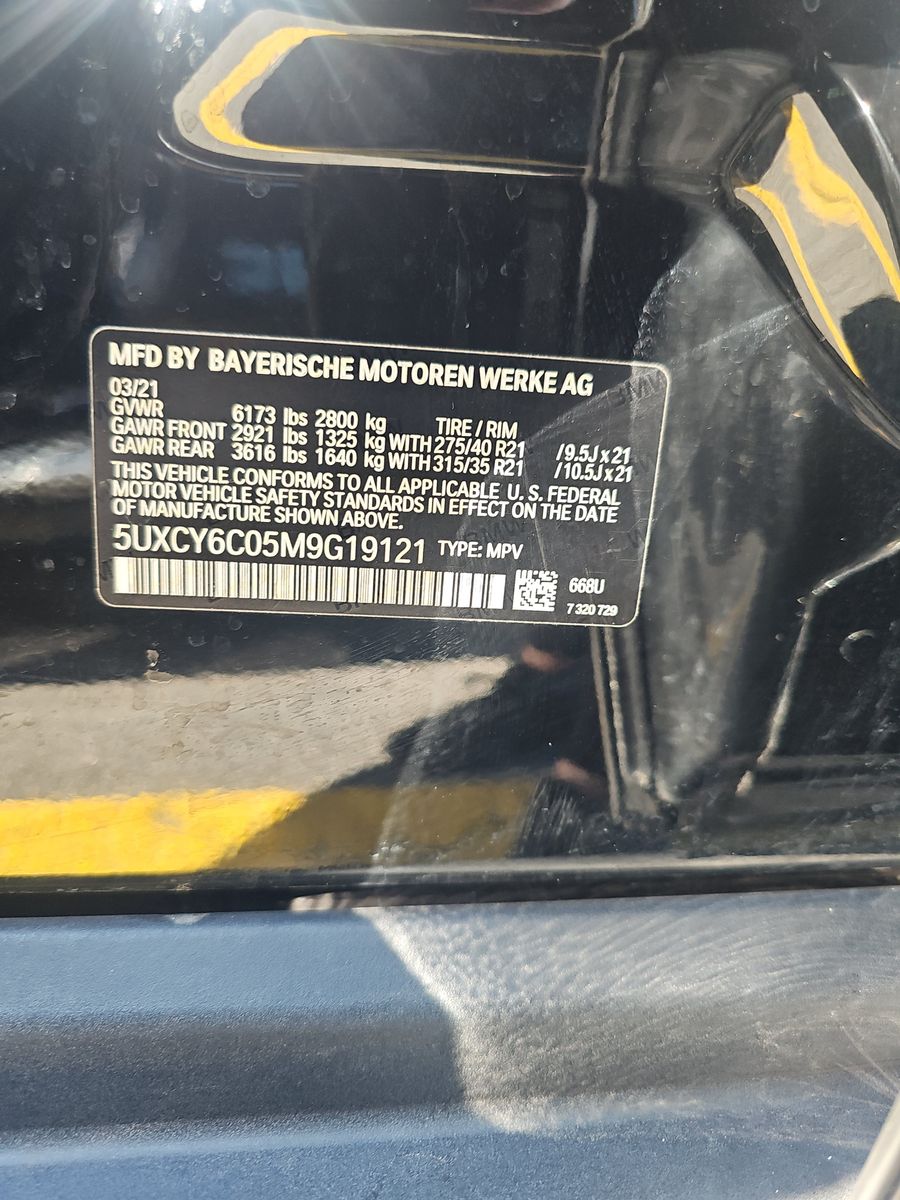 MFD BY BAYERISCHE MOTOREN WERKE AG
03/21
GVWR 6173 lbs 2800 kg TIRE / RIM
GAWR FRONT 2921 lbs 1325 kg WITH 275/40 R21 /9.5J x 21
GAWR REAR 3616 lbs 1640 kg WITH 315/35 R21 /10.5J x 21
THIS VEHICLE CONFORMS TO ALL APPLICABLE U.S. FEDERAL
MOTOR VEHICLE SAFETY STANDARDS IN EFFECT ON THE DATE
OF MANUFACTURE SHOWN ABOVE.
5UXCY6C05M9G19121 TYPE: MPV
668U
7 320 729